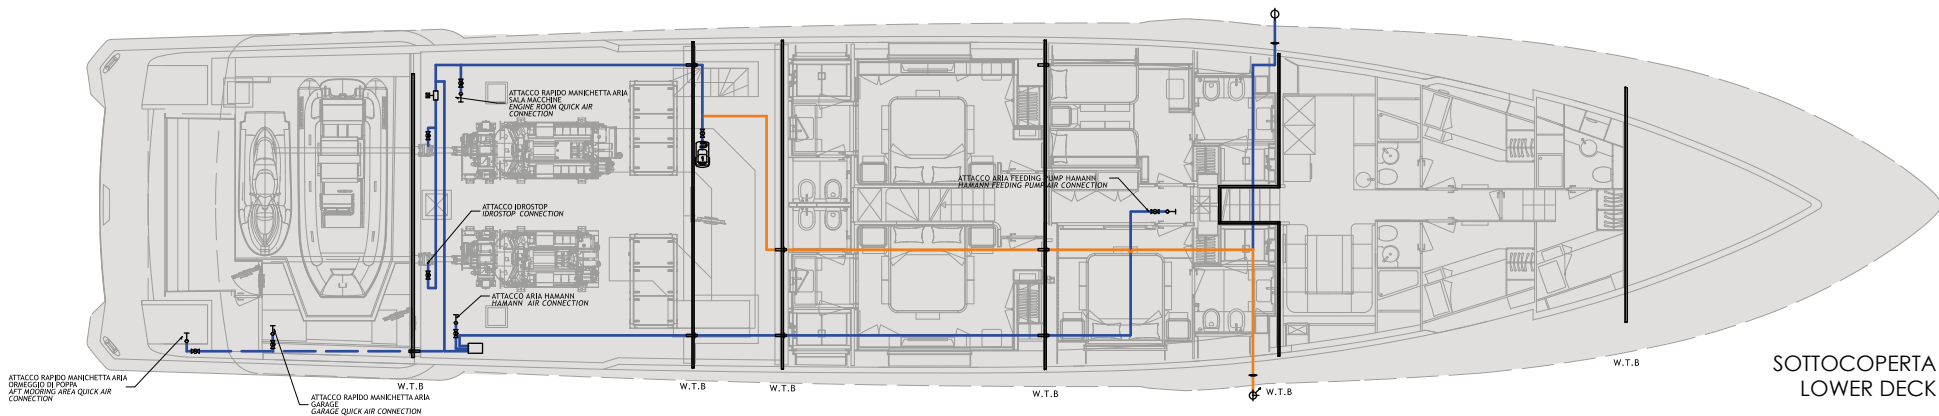 ATTACCO RAPIDO MANICHETTA ARIA
SALA MACCHINE
ENGINE ROOM QUICK AIR
CONNECTION
ATTACCO ARIA FEEDING PUMP HAMANN
HAMANN FEEDING PUMP AIR CONNECTION
ATTACCO IDROSTOP
IDROSTOP CONNECTION
ATTACCO ARIA HAMANN
HAMANN AIR CONNECTION
ATTACCO RAPIDO MANICHETTA ARIA
ORMEGGIO DI POPPA
AFT MOORING AREA QUICK AIR
CONNECTION
ATTACCO RAPIDO MANICHETTA ARIA
GARAGE
GARAGE QUICK AIR CONNECTION
W.T.B
W.T.B
W.T.B
W.T.B
W.T.B
W.T.B
SOTTOCOPERTA
LOWER DECK